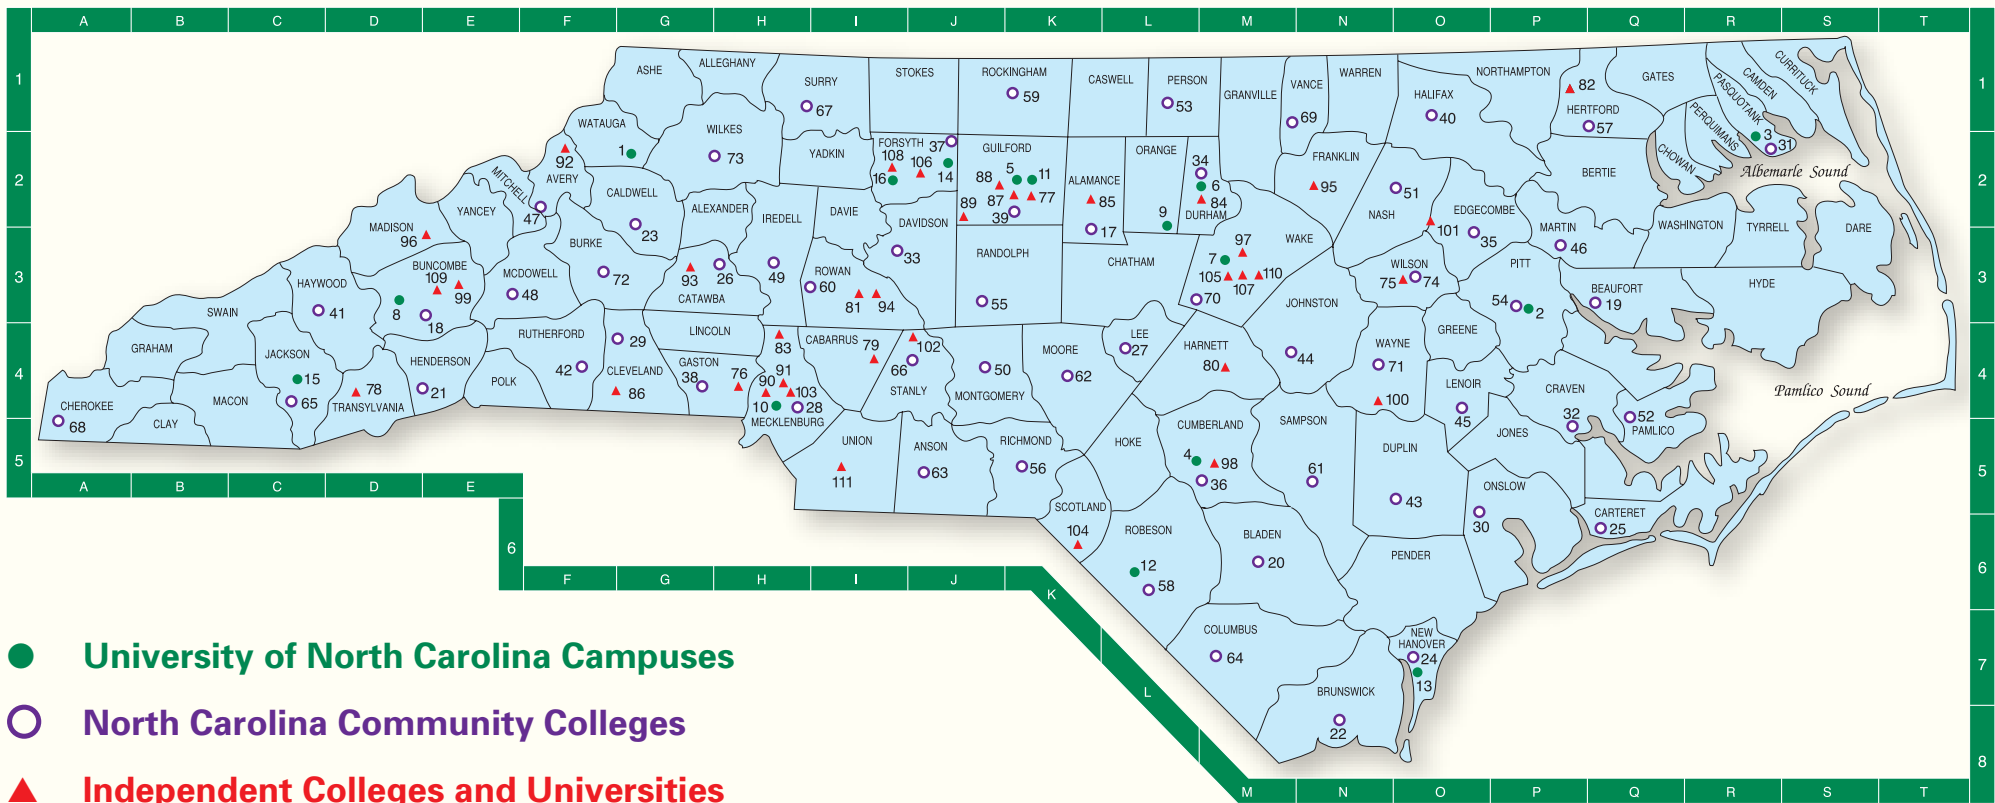 A B C D E F G H I J K L M N O P Q R S T
1 ASHE ALLEGHANY SURRY STOKES ROCKINGHAM CASWELL PERSON GRANVILLE VANCE WARREN HALIFAX NORTHAMPTON HERTFORD GATES PASQUOTANK CAMDEN CURRITUCK PERQUIMANS 1
67 59 53 69 40 82 57 3 31
WATAUGA WILKES YADKIN FORSYTH GUILFORD ALAMANCE ORANGE DURHAM FRANKLIN NASH EDGECOMBE BERTIE CHOWAN Albemarle Sound
2 1 92 73 108 106 37 16 14 5 11 88 87 77 89 39 85 17 9 34 6 84 95 51 101 35 2
MITCHELL AVERY CALDWELL ALEXANDER IREDELL DAVIE DAVIDSON MARTIN WASHINGTON TYRRELL DARE
47 23 33 46
MADISON YANCEY BURKE RANDOLPH CHATHAM WAKE
96 97
3 HAYWOOD BUNCOMBE MCDOWELL CATAWBA ROWAN JOHNSTON WILSON PITT BEAUFORT HYDE 3
41 109 99 8 18 48 72 93 26 49 60 81 94 55 7 105 107 110 70 75 74 54 2 19
SWAIN GRAHAM JACKSON HENDERSON RUTHERFORD LINCOLN CABARRUS MOORE LEE HARNETT WAYNE GREENE
4 15 65 78 21 42 29 86 38 76 83 79 102 66 50 62 27 80 44 71 100 4
CHEROKEE MACON TRANSYLVANIA POLK CLEVELAND GASTON STANLY MONTGOMERY LENOIR CRAVEN Pamlico Sound
68 90 91 103 10 28 45 32 52
CLAY MECKLENBURG UNION ANSON RICHMOND HOKE CUMBERLAND SAMPSON DUPLIN JONES PAMLICO
5 111 63 56 4 98 36 61 43 5
A B C D E
SCOTLAND ROBESON BLADEN PENDER ONSLOW CARTERET
104 12 58 20 30 25
6 F G H I J K 6
COLUMBUS NEW
HANOVER
64 24 13
L 7
BRUNSWICK
22
8
M N O P Q R S T
University of North Carolina Campuses
North Carolina Community Colleges
Independent Colleges and Universities